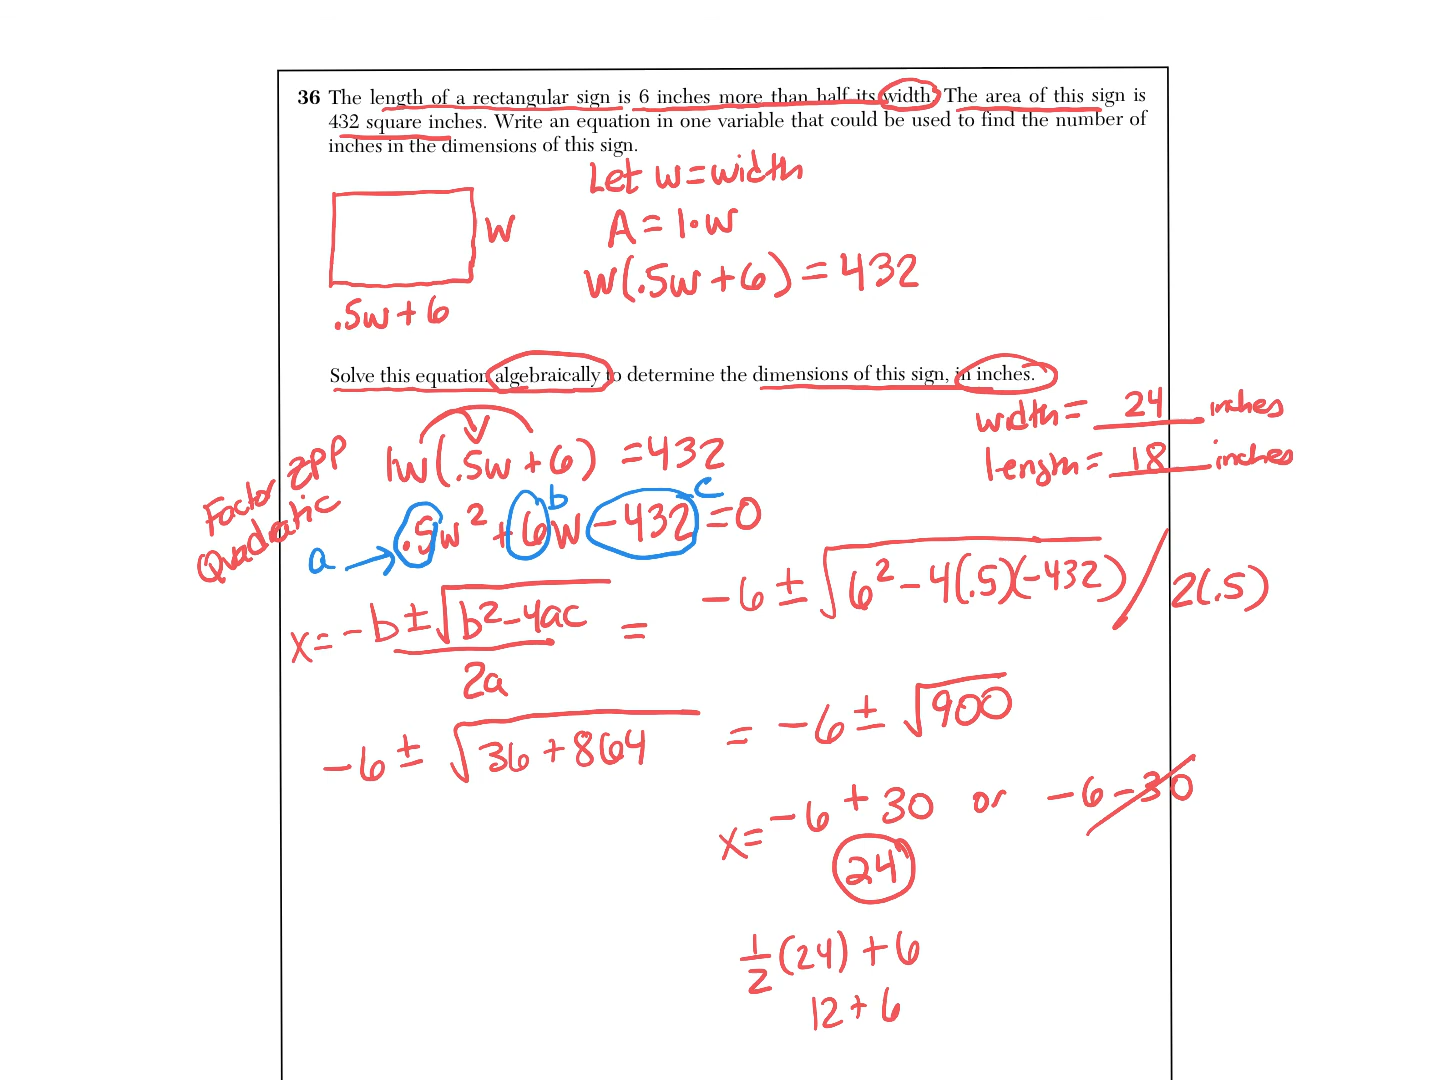 36 The length of a rectangular sign is 6 inches more than half its width. The area of this sign is
432 square inches. Write an equation in one variable that could be used to find the number of
inches in the dimensions of this sign.
Let w = width
A = l·w
w(.5w + 6) = 432
w
.5w + 6
Solve this equation algebraically to determine the dimensions of this sign, in inches.
width = 24 inches
length = 18 inches
Factor ZPP
Quadratic
1w(.5w + 6) = 432
a → .5w² + 6w - 432 = 0
b
c
x = -b ± √b² - 4ac / 2a = -6 ± √6² - 4(.5)(-432) / 2(.5)
-6 ± √36 + 864 = -6 ± √900
x = -6 + 30 or -6 - 30
24
1/2 (24) + 6
12 + 6